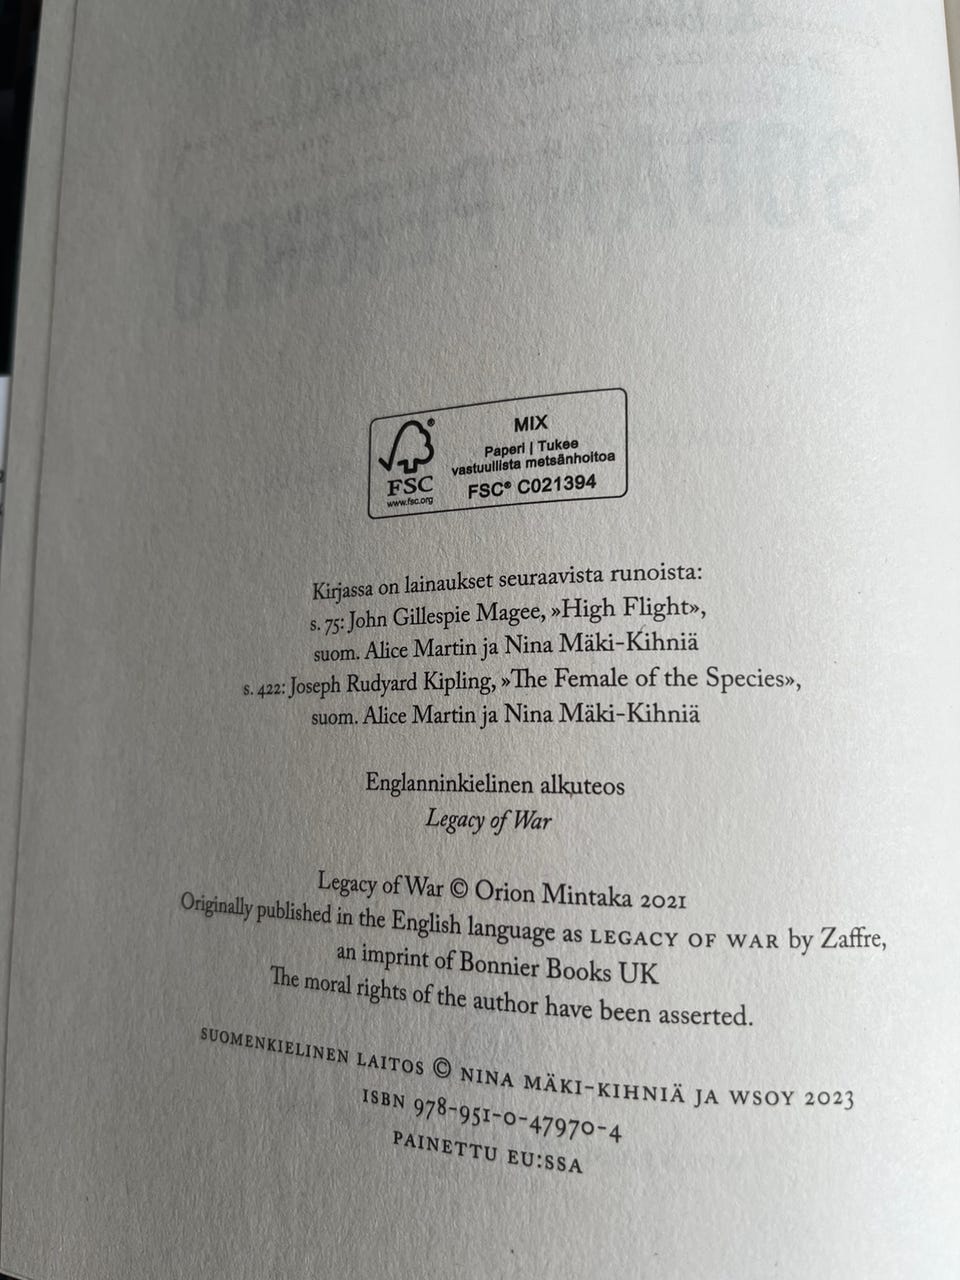 FSC®
www.fsc.org
MIX
Paperi | Tukee
vastuullista metsänhoitoa
FSC® C021394
Kirjassa on lainaukset seuraavista runoista:
s. 75: John Gillespie Magee, »High Flight»,
suom. Alice Martin ja Nina Mäki-Kihniä
s. 422: Joseph Rudyard Kipling, »The Female of the Species»,
suom. Alice Martin ja Nina Mäki-Kihniä
Englanninkielinen alkuteos
Legacy of War
Legacy of War © Orion Mintaka 2021
Originally published in the English language as LEGACY OF WAR by Zaffre,
an imprint of Bonnier Books UK
The moral rights of the author have been asserted.
SUOMENKIELINEN LAITOS © NINA MÄKI-KIHNIÄ JA WSOY 2023
ISBN 978-951-0-47970-4
PAINETTU EU:SSA